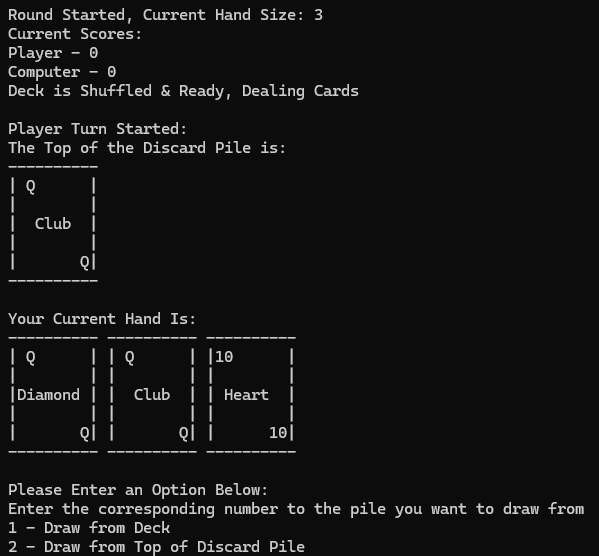 Round Started, Current Hand Size: 3
Current Scores:
Player - 0
Computer - 0
Deck is Shuffled & Ready, Dealing Cards

Player Turn Started:
The Top of the Discard Pile is:
----------
| Q      |
|        |
|  Club  |
|        |
|       Q|
----------

Your Current Hand Is:
---------- ---------- ----------
| Q      | | Q      | |10      |
|        | |        | |        |
|Diamond | |  Club  | | Heart  |
|        | |        | |        |
|       Q| |       Q| |      10|
---------- ---------- ----------

Please Enter an Option Below:
Enter the corresponding number to the pile you want to draw from
1 - Draw from Deck
2 - Draw from Top of Discard Pile